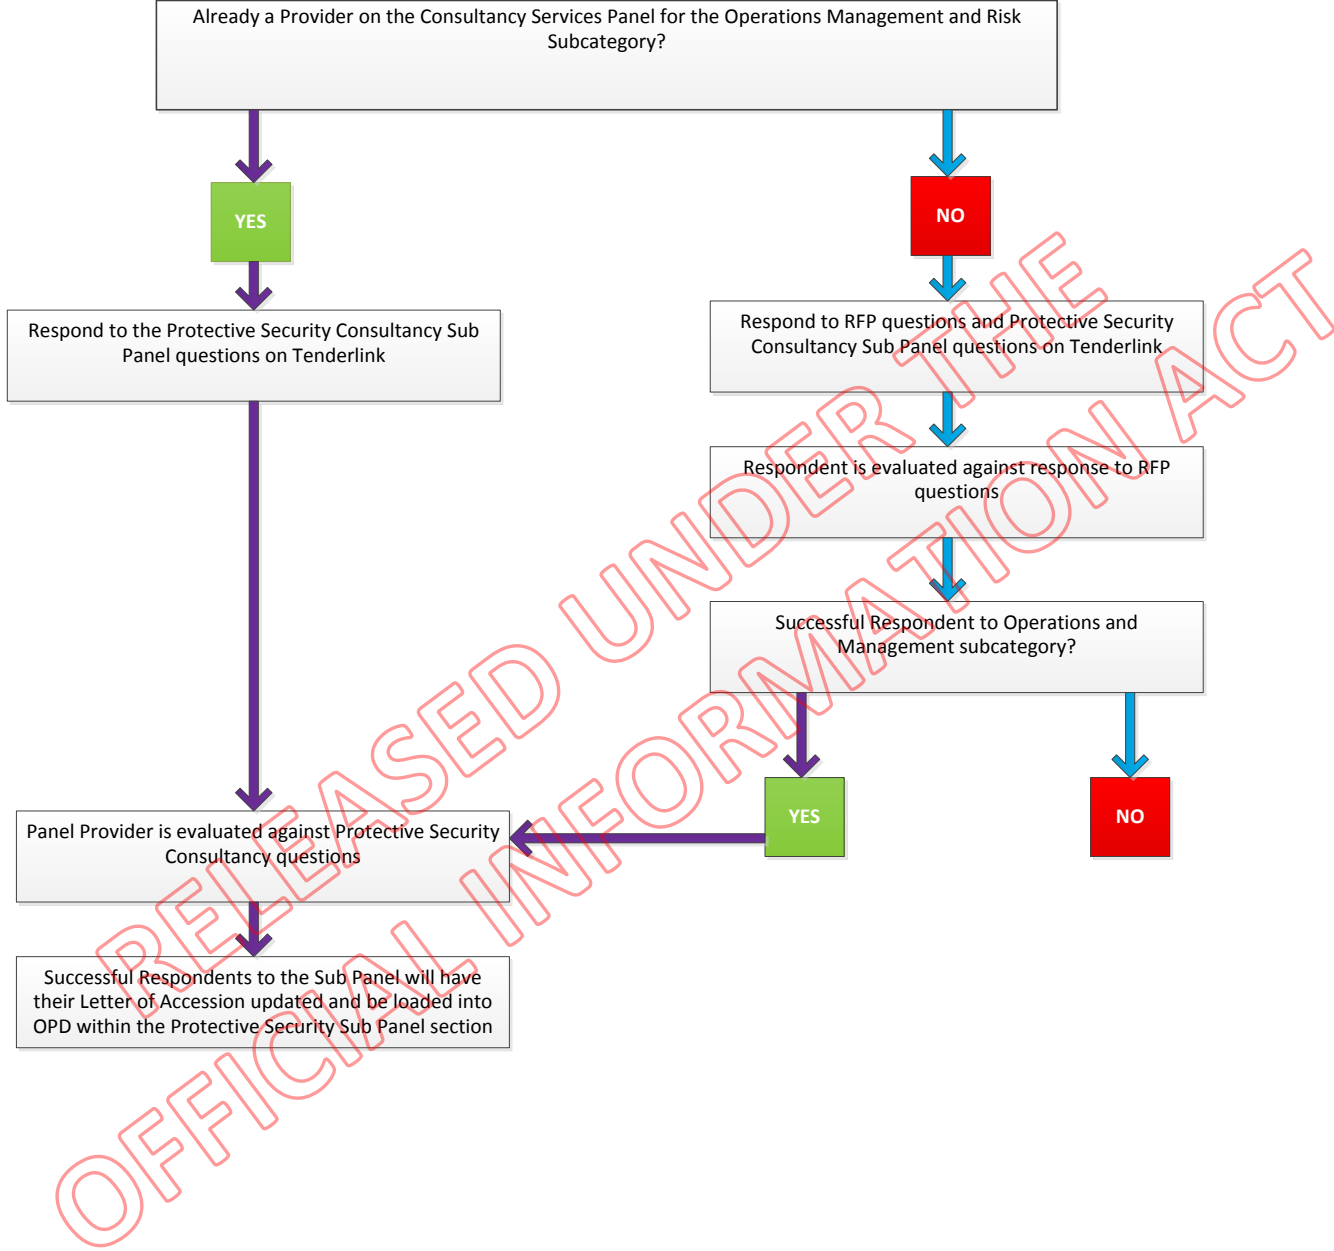 Already a Provider on the Consultancy Services Panel for the Operations Management and Risk
Subcategory?
YES
NO
Respond to the Protective Security Consultancy Sub
Panel questions on Tenderlink
Respond to RFP questions and Protective Security
Consultancy Sub Panel questions on Tenderlink
Respondent is evaluated against response to RFP
questions
Successful Respondent to Operations and
Management subcategory?
YES
NO
Panel Provider is evaluated against Protective Security
Consultancy questions
Successful Respondents to the Sub Panel will have
their Letter of Accession updated and be loaded into
OPD within the Protective Security Sub Panel section
RELEASED UNDER THE
OFFICIAL INFORMATION ACT